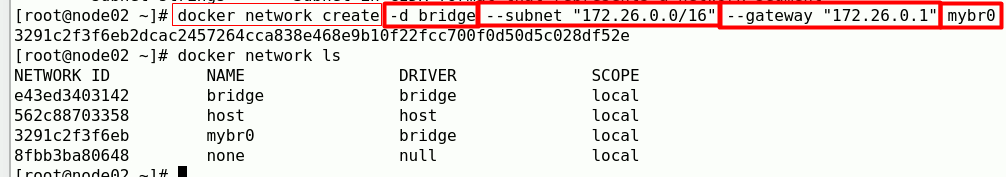 [root@node02 ~]# docker network create -d bridge --subnet "172.26.0.0/16" --gateway "172.26.0.1" mybr0
3291c2f3f6eb2dcac2457264cca838e468e9b10f22fcc700f0d50d5c028df52e
[root@node02 ~]# docker network ls
NETWORK ID NAME DRIVER SCOPE
e43ed3403142 bridge bridge local
562c88703358 host host local
3291c2f3f6eb mybr0 bridge local
8fbb3ba80648 none null local
[root@node02 ~]#